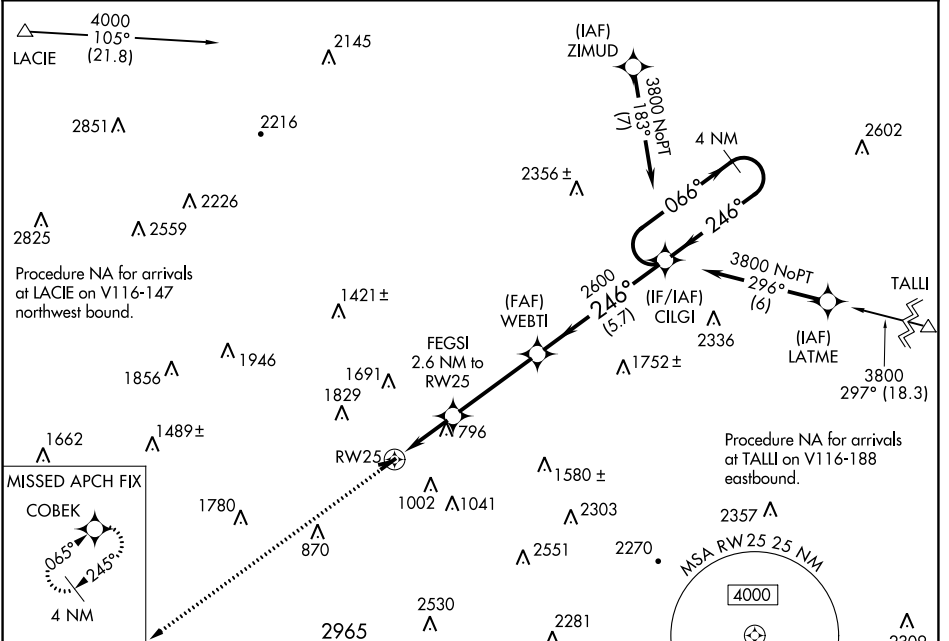 4000
105°
(21.8)
LACIE
2145
(IAF)
ZIMUD
3800 NoPT
183°
(7)
4 NM
2602
2851
2216
2356 ±
066°
246°
2226
2825
2559
Procedure NA for arrivals
at LACIE on V116-147
northwest bound.
3800 NoPT
296°
(6)
TALLI
2600
246°
(5.7)
(IF/IAF)
CILGI
1421 ±
(FAF)
WEBTI
(IAF)
LATME
2336
FEGSI
2.6 NM to
RW25
1946
1856
1691
1752 ±
3800
297° (18.3)
1829
796
1662
1489 ±
Procedure NA for arrivals
at TALLI on V116-188
eastbound.
RW25
MISSED APCH FIX
COBEK
065°
245°
4 NM
1580 ±
1002
1041
1780
870
2303
2357
2551
2270
MSA RW25 25 NM
4000
2530
2965
2281